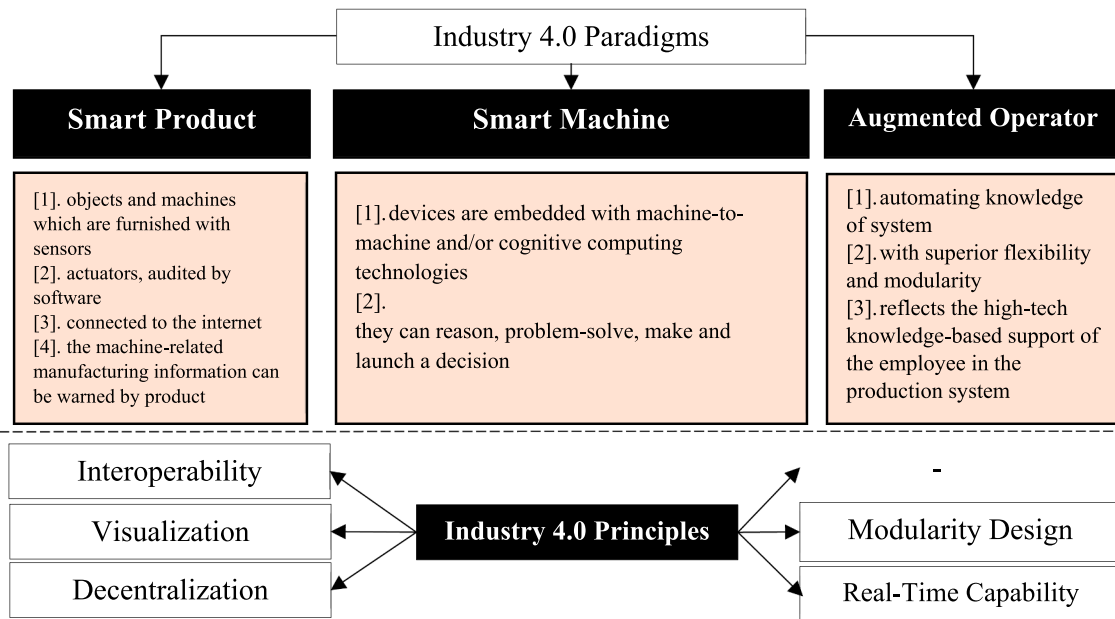 Industry 4.0 Paradigms
Smart Product
Smart Machine
Augmented Operator
[1]. objects and machines
which are furnished with
sensors
[2]. actuators, audited by
software
[3]. connected to the internet
[4]. the machine-related
manufacturing information can
be warned by product
[1]. devices are embedded with machine-to-
machine and/or cognitive computing
technologies
[2].
they can reason, problem-solve, make and
launch a decision
[1]. automating knowledge
of system
[2]. with superior flexibility
and modularity
[3]. reflects the high-tech
knowledge-based support of
the employee in the
production system
Interoperability
Visualization
Decentralization
Industry 4.0 Principles
-
Modularity Design
Real-Time Capability